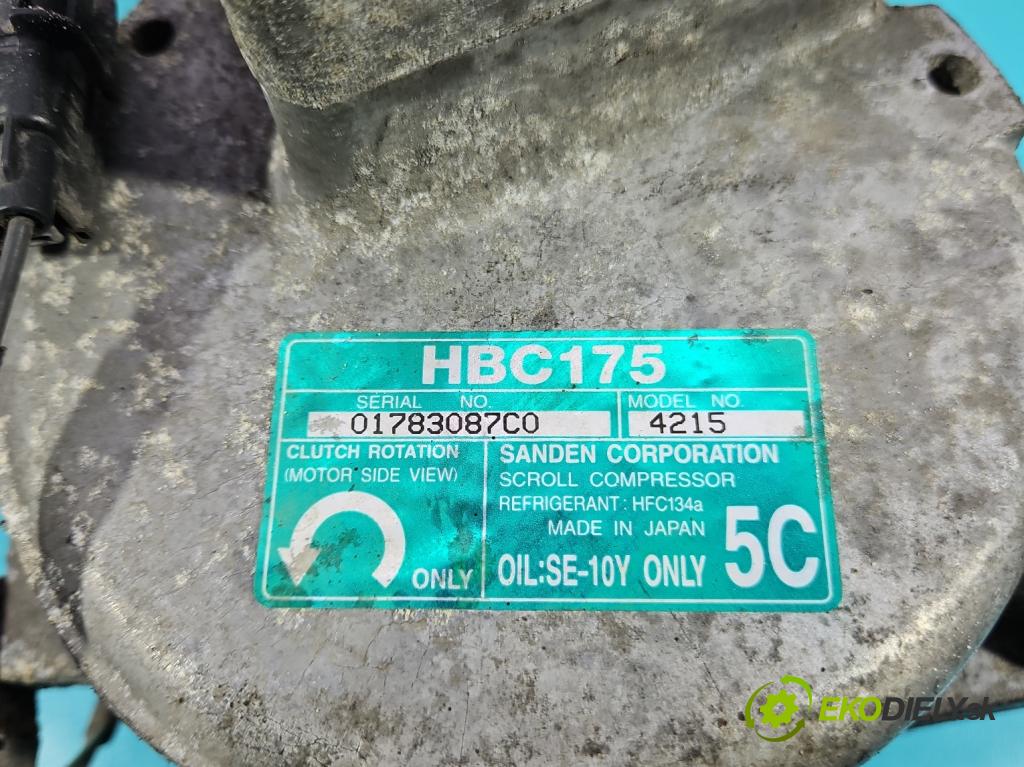 HBC175
SERIAL NO. MODEL NO.
01783087C0 4215
CLUTCH ROTATION
(MOTOR SIDE VIEW)
ONLY
SANDEN CORPORATION
SCROLL COMPRESSOR
REFRIGERANT: HFC134a
MADE IN JAPAN
OIL:SE-10Y ONLY
5C
EKODIELY.sk